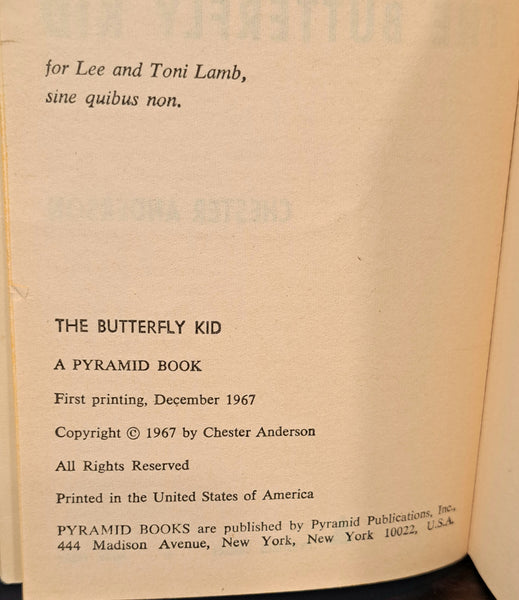 for Lee and Toni Lamb,
sine quibus non.
THE BUTTERFLY KID
A PYRAMID BOOK
First printing, December 1967
Copyright © 1967 by Chester Anderson
All Rights Reserved
Printed in the United States of America
PYRAMID BOOKS are published by Pyramid Publications, Inc.,
444 Madison Avenue, New York, New York 10022, U.S.A.